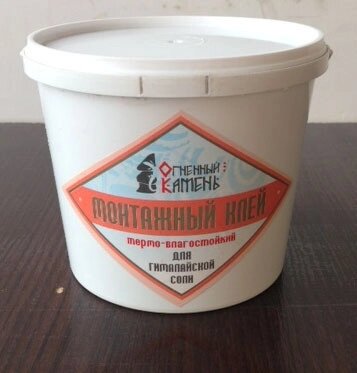 Огненный
Камень
МОНТАЖНЫЙ КЛЕЙ
термо-влагостойкий
ДЛЯ
ГИМАЛАЙСКОЙ
СОЛИ